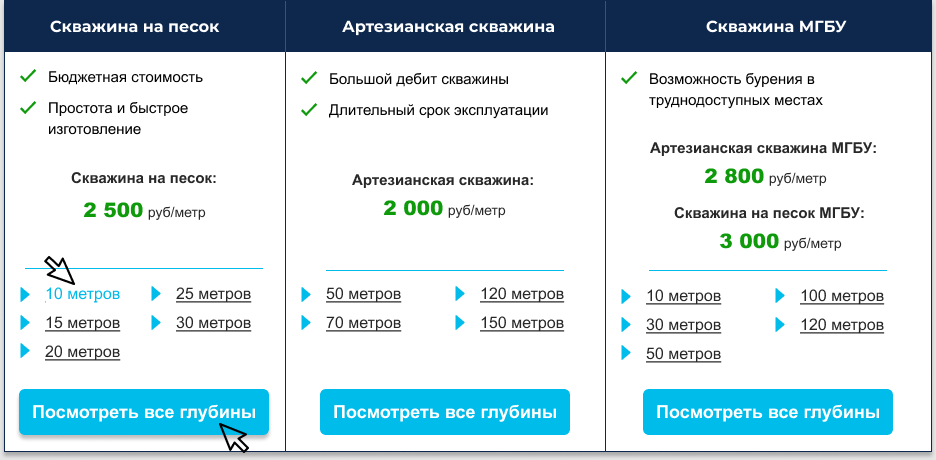 Скважина на песок
Бюджетная стоимость
Простота и быстрое
изготовление
Скважина на песок:
2 500 руб/метр
10 метров
25 метров
15 метров
30 метров
20 метров
Посмотреть все глубины
Артезианская скважина
Большой дебит скважины
Длительный срок эксплуатации
Артезианская скважина:
2 000 руб/метр
50 метров
120 метров
70 метров
150 метров
Посмотреть все глубины
Скважина МГБУ
Возможность бурения в
труднодоступных местах
Артезианская скважина МГБУ:
2 800 руб/метр
Скважина на песок МГБУ:
3 000 руб/метр
10 метров
100 метров
30 метров
120 метров
50 метров
Посмотреть все глубины